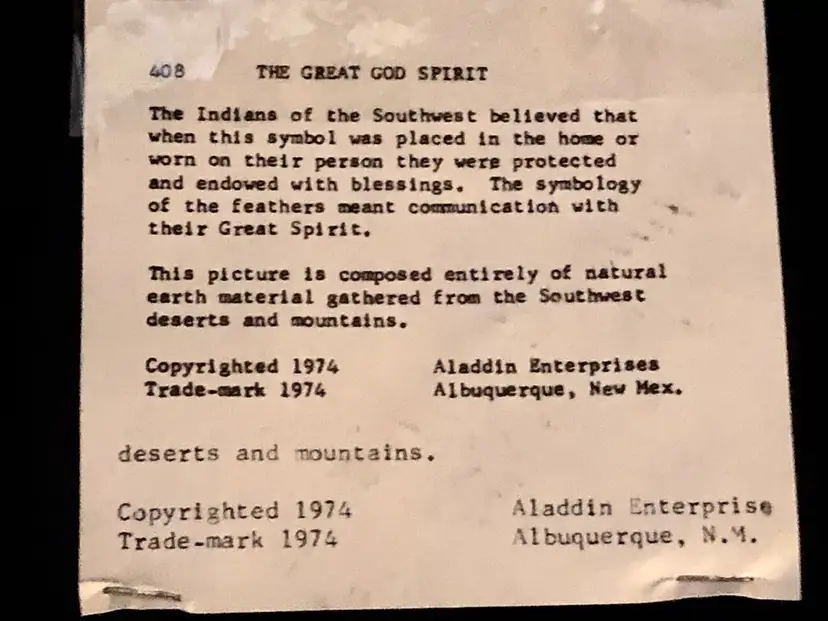 408 THE GREAT GOD SPIRIT
The Indians of the Southwest believed that
when this symbol was placed in the home or
worn on their person they were protected
and endowed with blessings. The symbology
of the feathers meant communication with
their Great Spirit.
This picture is composed entirely of natural
earth material gathered from the Southwest
deserts and mountains.
Copyrighted 1974 Aladdin Enterprises
Trade-mark 1974 Albuquerque, New Mex.
deserts and mountains.
Copyrighted 1974 Aladdin Enterprise
Trade-mark 1974 Albuquerque, N.M.